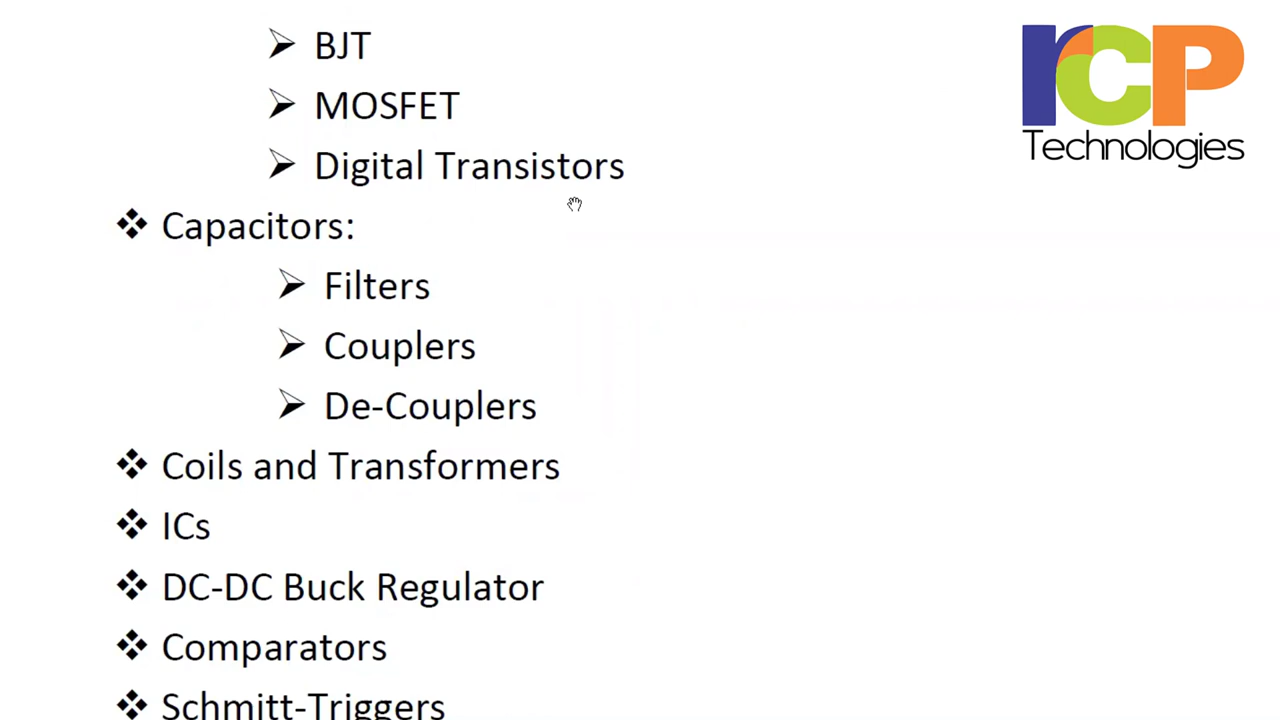 BJT
MOSFET
Digital Transistors
Capacitors:
Filters
Couplers
De-Couplers
Coils and Transformers
ICs
DC-DC Buck Regulator
Comparators
Schmitt-Triggers
rCP
Technologies